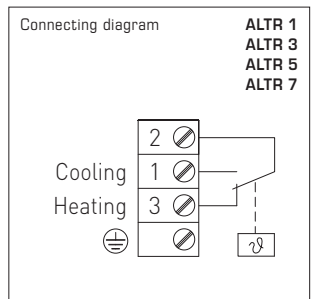 Connecting diagram
ALTR 1
ALTR 3
ALTR 5
ALTR 7
2
Cooling 1
Heating 3
ϑ